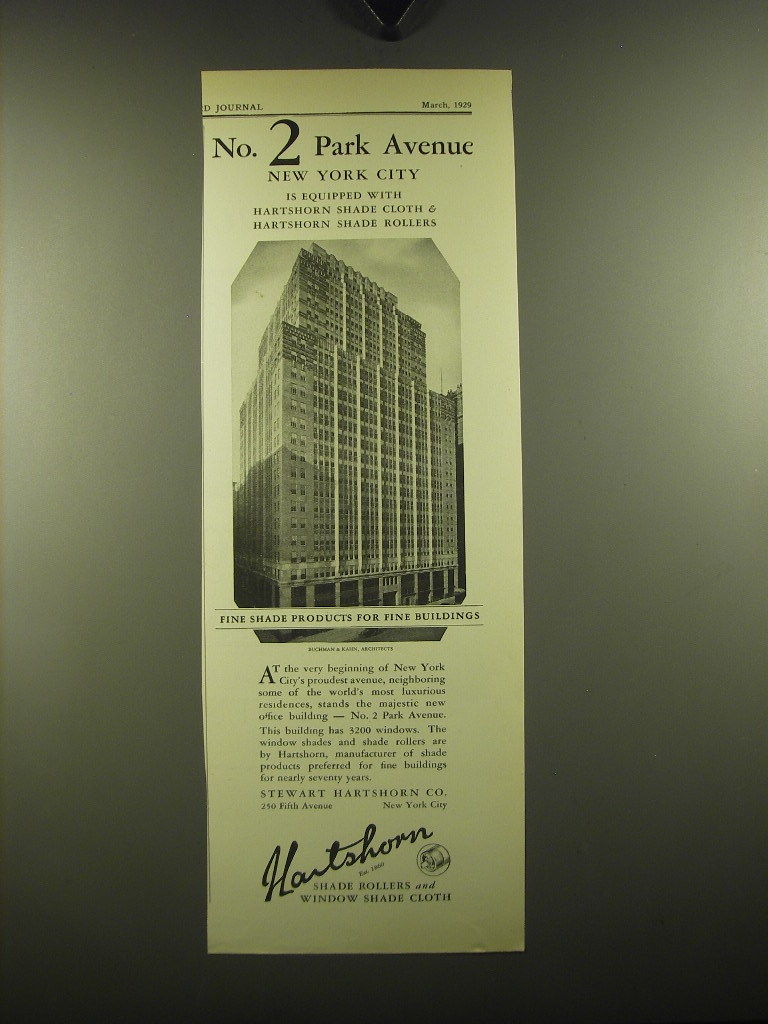 D JOURNAL March, 1929
No. 2 Park Avenue
NEW YORK CITY
IS EQUIPPED WITH
HARTSHORN SHADE CLOTH &
HARTSHORN SHADE ROLLERS
FINE SHADE PRODUCTS FOR FINE BUILDINGS
BUCHMAN & KAHN, ARCHITECTS
AT the very beginning of New York
City's proudest avenue, neighboring
some of the world's most luxurious
residences, stands the majestic new
office building — No. 2 Park Avenue.
This building has 3200 windows. The
window shades and shade rollers are
by Hartshorn, manufacturer of shade
products preferred for fine buildings
for nearly seventy years.
STEWART HARTSHORN CO.
250 Fifth Avenue New York City
Hartshorn
Est. 1860
SHADE ROLLERS and
WINDOW SHADE CLOTH